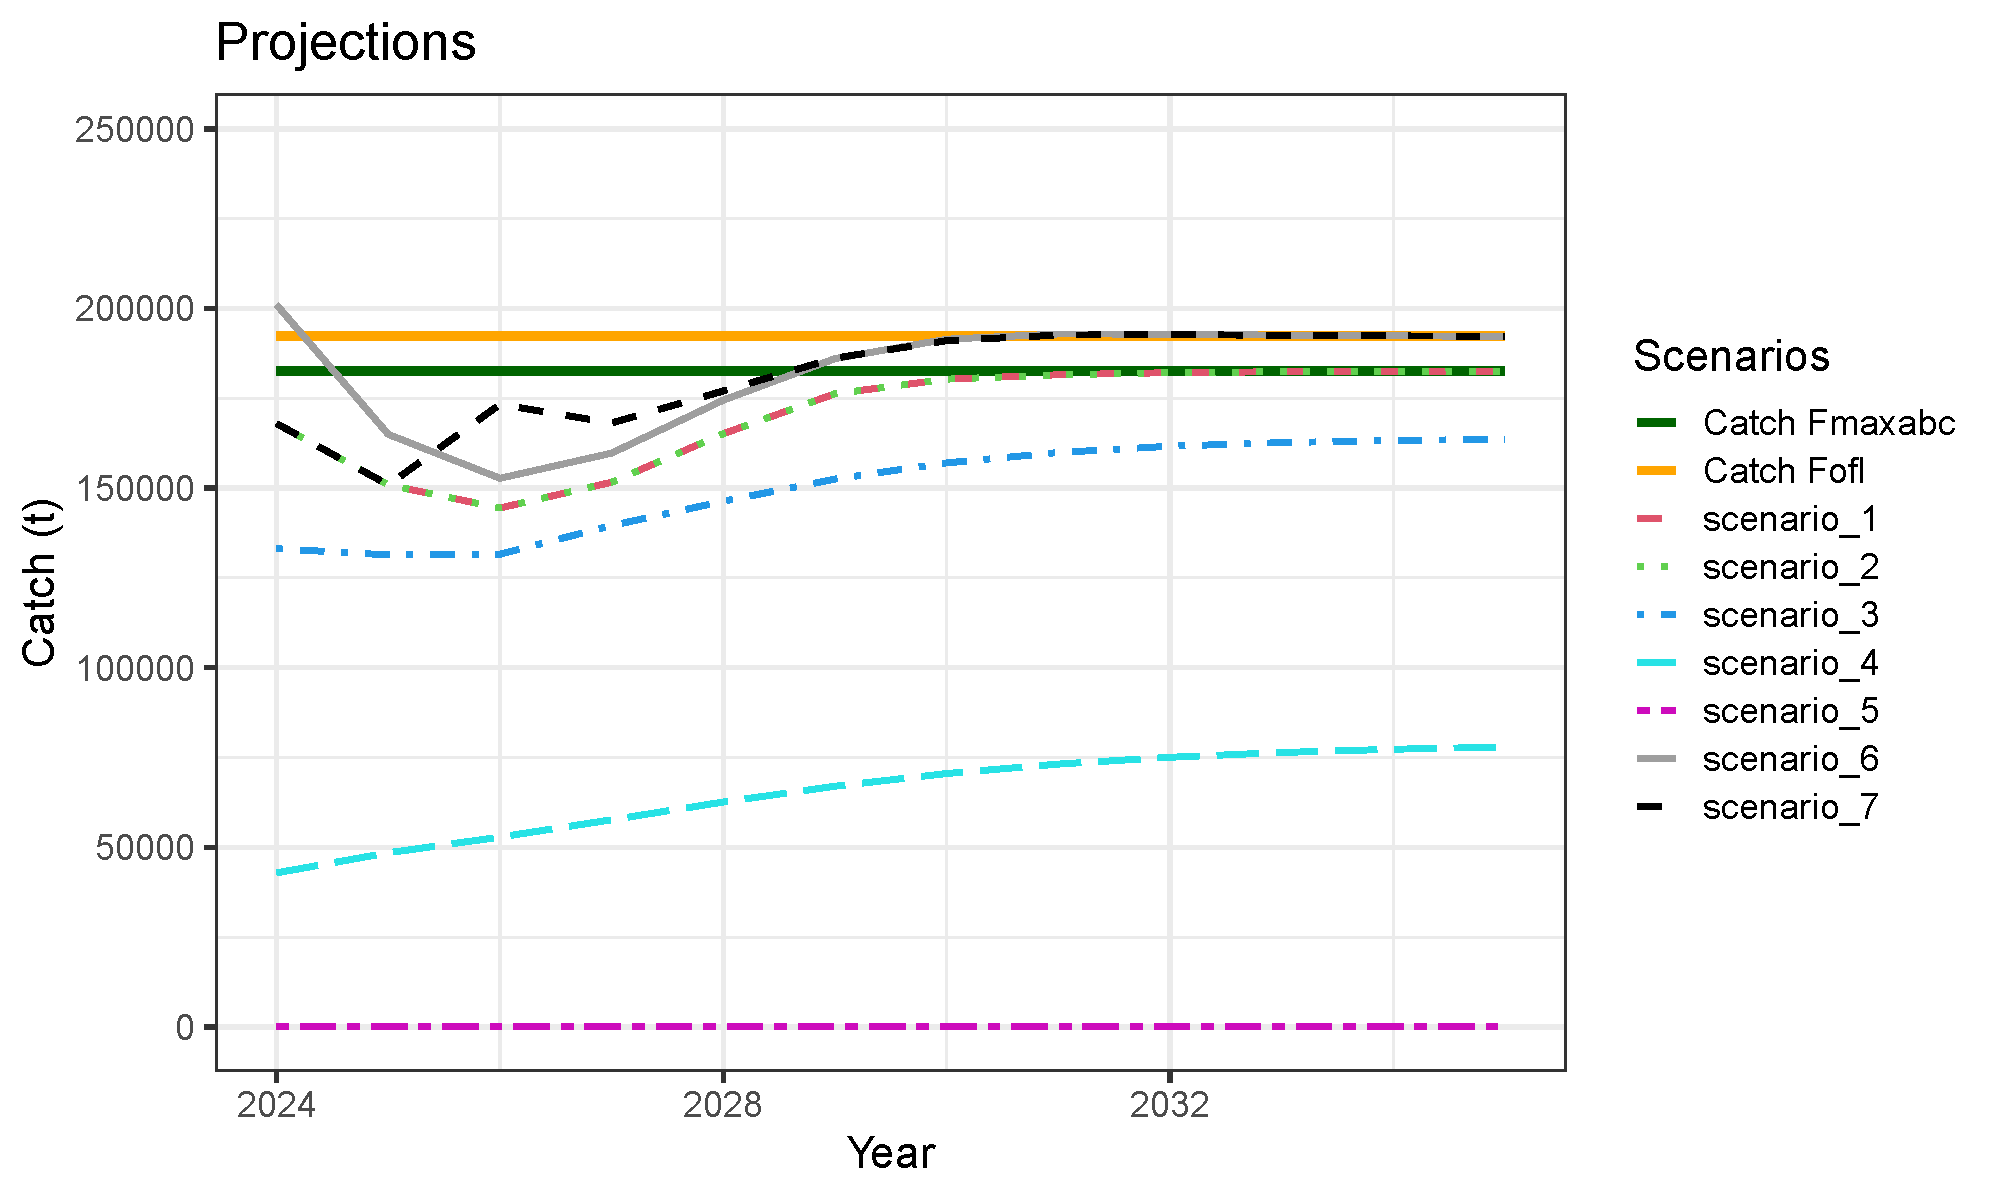 Projections
250000
200000
150000
100000
50000
0
Catch (t)
2024
2028
2032
Year
Scenarios
Catch Fmaxabc
Catch Fofl
scenario_1
scenario_2
scenario_3
scenario_4
scenario_5
scenario_6
scenario_7